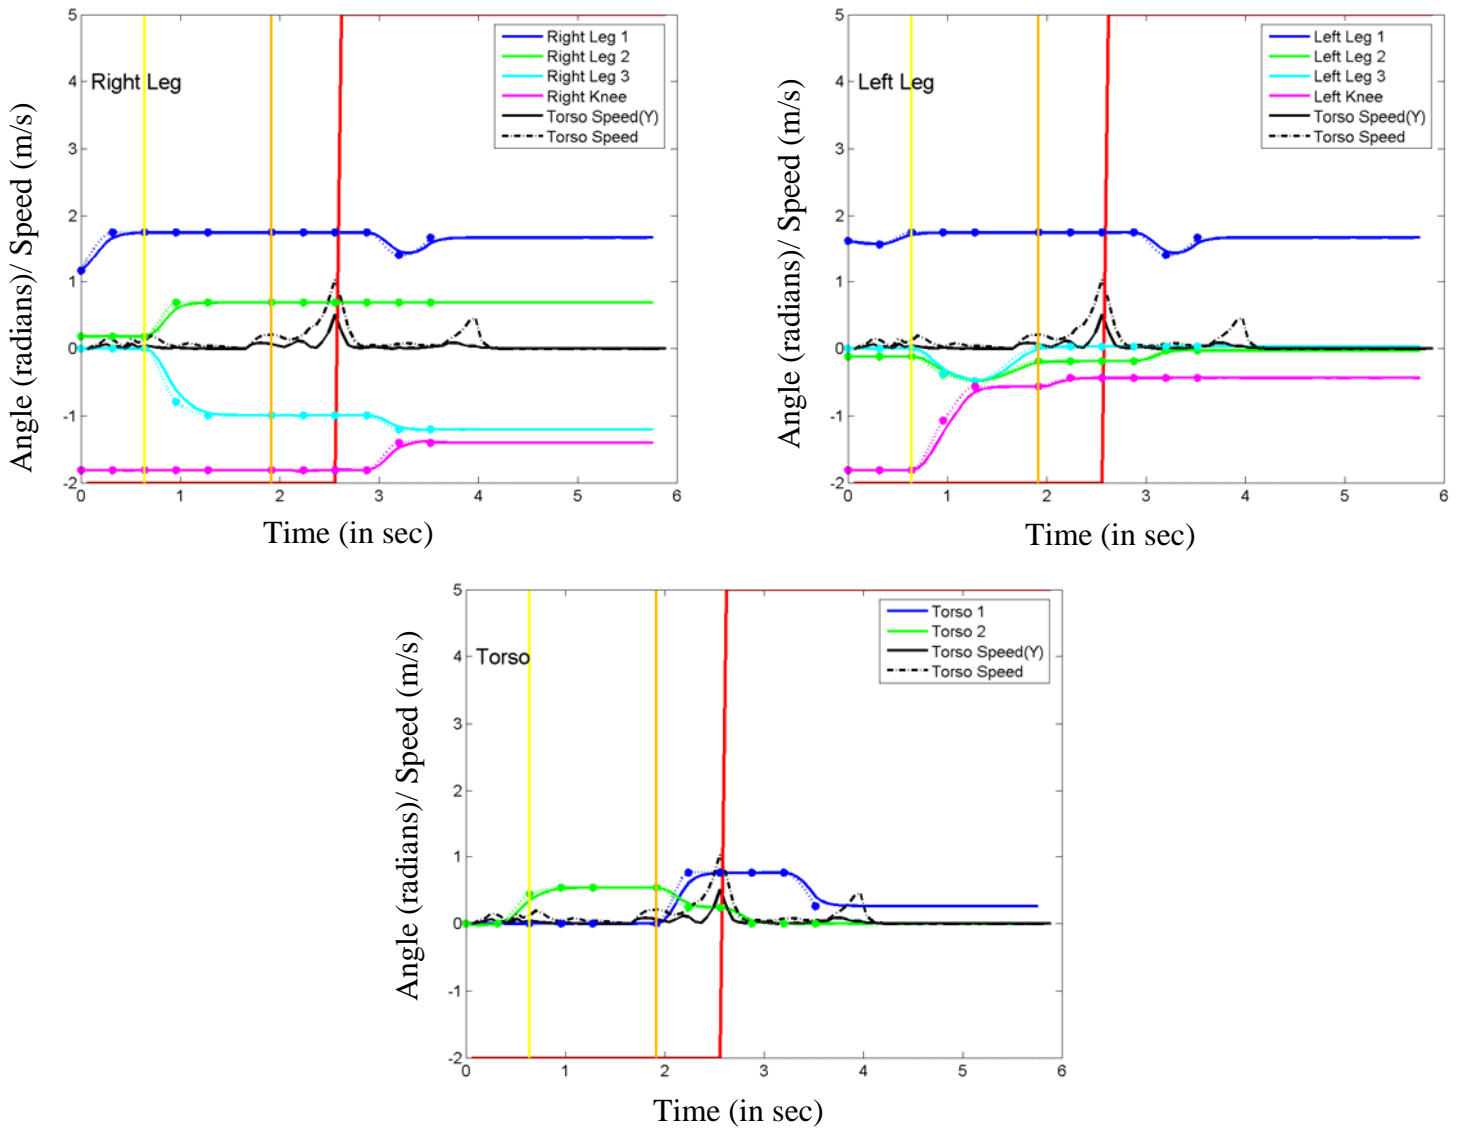 Angle (radians)/ Speed (m/s)
5
4
3
2
1
0
-1
-2
Right Leg
Right Leg 1
Right Leg 2
Right Leg 3
Right Knee
Torso Speed(Y)
Torso Speed
0 1 2 3 4 5 6
Time (in sec)
Angle (radians)/ Speed (m/s)
5
4
3
2
1
0
-1
-2
Left Leg
Left Leg 1
Left Leg 2
Left Leg 3
Left Knee
Torso Speed(Y)
Torso Speed
0 1 2 3 4 5 6
Time (in sec)
Angle (radians)/ Speed (m/s)
5
4
3
2
1
0
-1
-2
Torso
Torso 1
Torso 2
Torso Speed(Y)
Torso Speed
0 1 2 3 4 5 6
Time (in sec)